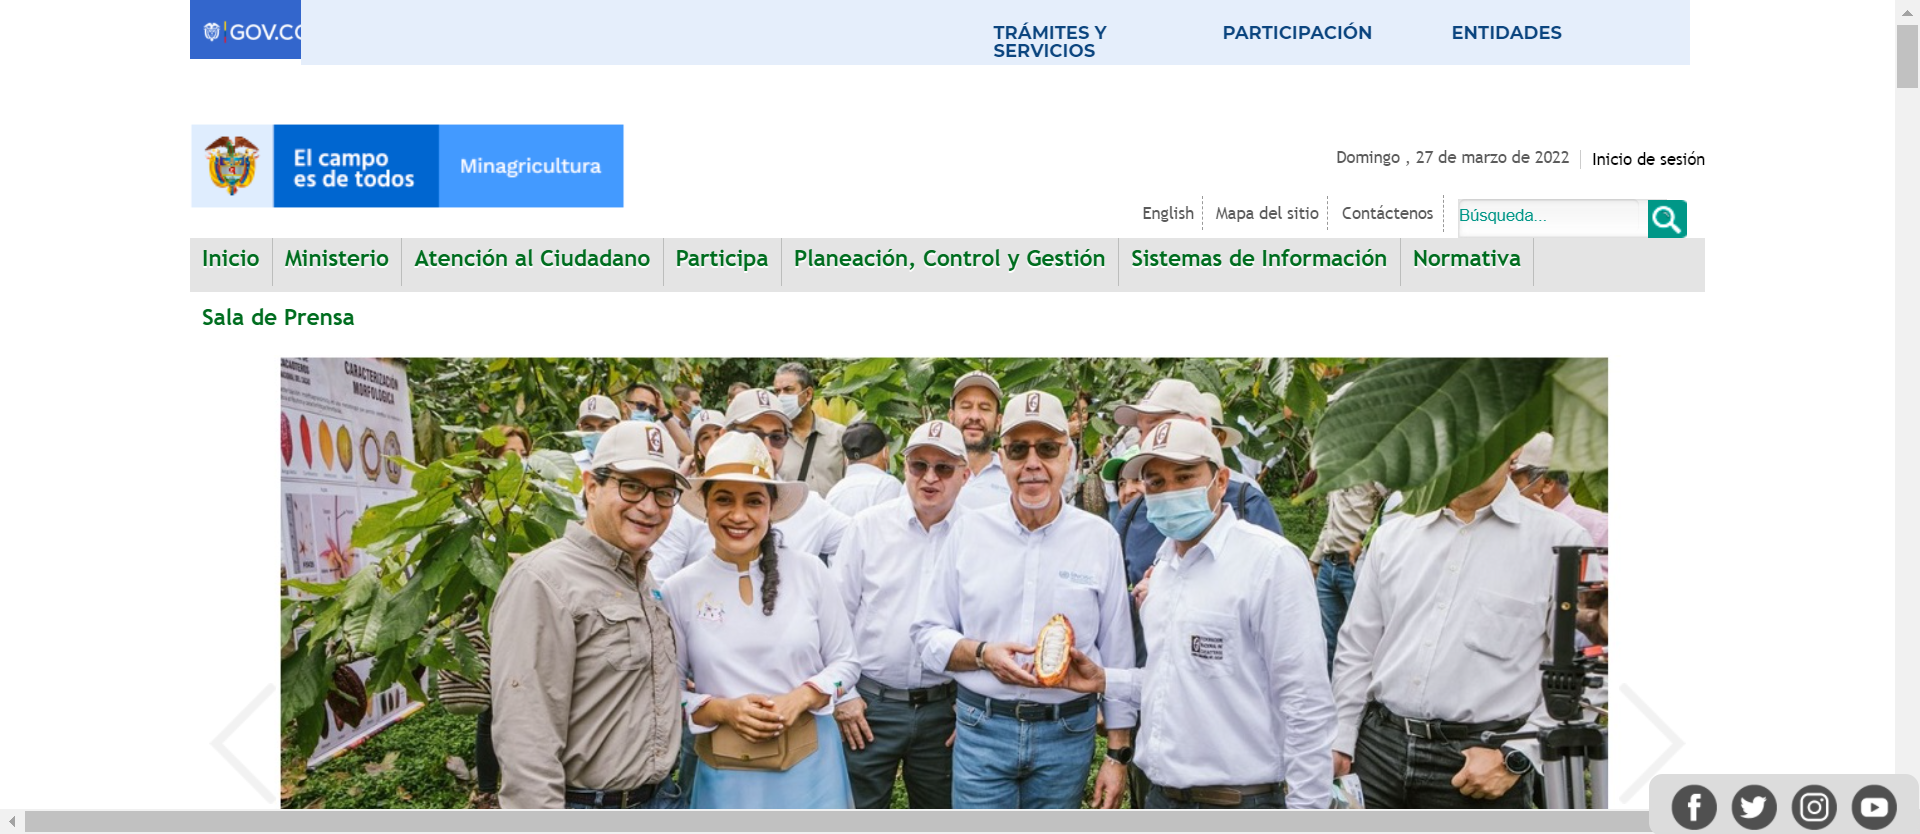 GOV.CO
TRÁMITES Y
SERVICIOS
PARTICIPACIÓN
ENTIDADES
El campo
es de todos
Minagricultura
Domingo , 27 de marzo de 2022
Inicio de sesión
English
Mapa del sitio
Contáctenos
Búsqueda...
Inicio
Ministerio
Atención al Ciudadano
Participa
Planeación, Control y Gestión
Sistemas de Información
Normativa
Sala de Prensa
CARACTERIZACIÓN
MORFOLÓGICA